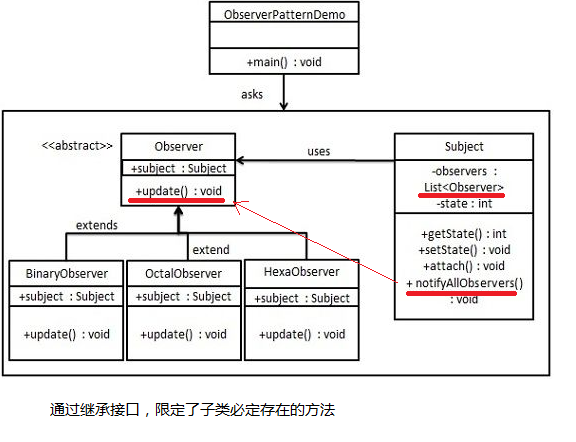 ObserverPatternDemo
+main() : void
asks
<<abstract>>
Observer
+subject : Subject
+update() : void
uses
Subject
-observers :
List<Observer>
-state : int
+getState() : int
+setState() : void
+attach() : void
+ notifyAllObservers()
: void
extends
extend
BinaryObserver
+subject : Subject
+update() : void
OctalObserver
+subject : Subject
+update() : void
HexaObserver
+subject : Subject
+update() : void
通过继承接口，限定了子类必定存在的方法